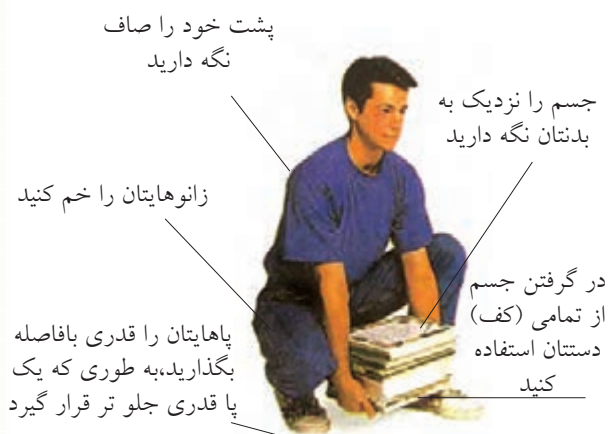 پشت خود را صاف
نگه دارید
جسم را نزدیک به
بدنتان نگه دارید
زانوهایتان را خم کنید
در گرفتن جسم
از تمامی (کف)
دستتان استفاده
کنید
پاهایتان را قدری بافاصله
بگذارید،به طوری که یک
پا قدری جلو تر قرار گیرد